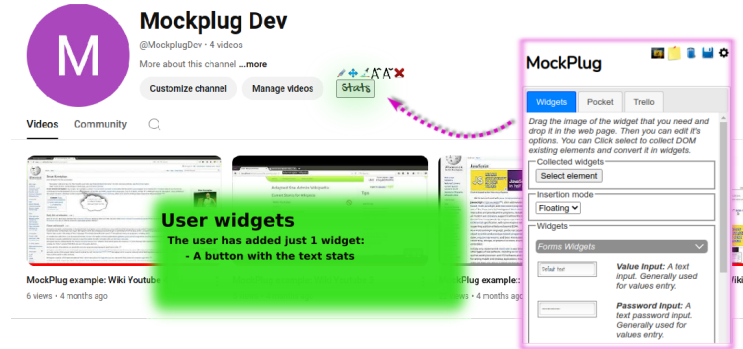 Mockplug Dev
M
@MockplugDev • 4 videos
More about this channel ...more
Customize channel
Manage videos
Stats
Videos
Community
User widgets
The user has added just 1 widget:
- A button with the text stats
MockPlug example: Wiki Youtube
6 views • 4 months ago
MockPlug example::
views • 4 months ago
MockPlug
Widgets
Pocket
Trello
Drag the image of the widget that you need and
drop it in the web page. Then you can edit it's
options. You can Click select to collect DOM
existing elements and convert it in widgets.
Collected widgets
Select element
Insertion mode
Floating
Widgets
Forms Widgets
Default text
Value Input: A text
input. Generally used
for values entry.
Password Input: A
text password input.
Generally used for
values entry.